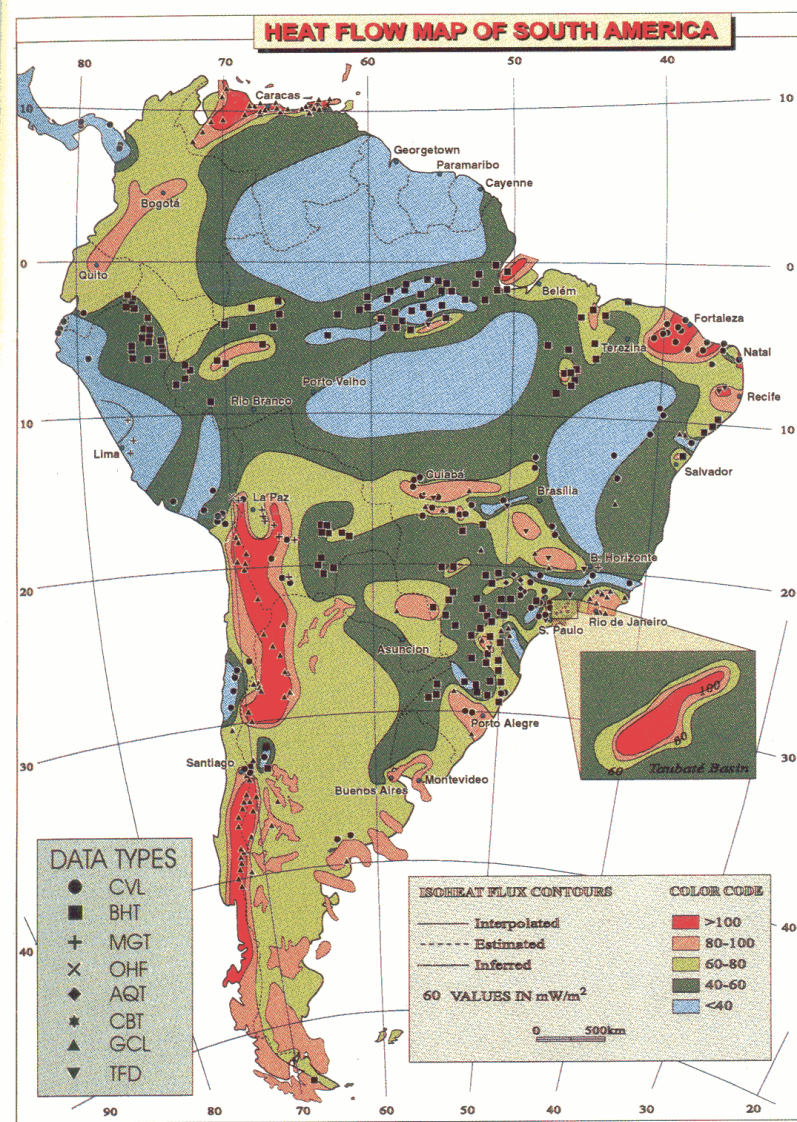 HEAT FLOW MAP OF SOUTH AMERICA
80
70
60
50
40
10
10
Caracas
Georgetown
Paramaribo
Cayenne
Bogotá
0
0
Quito
Belém
Fortaleza
Terezina
Natal
Porto Velho
Rio Branco
Recife
10
10
Lima
Salvador
Cuiabá
Brasília
La Paz
B. Horizonte
20
20
S. Paulo
Rio de Janeiro
Asuncion
100
80
60
Taubaté Basin
Porto Alegre
30
30
Santiago
Buenos Aires
Montevideo
DATA TYPES
CVL
BHT
MGT
OHF
AQT
CBT
GCL
TFD
ISOHEAT FLUX CONTOURS
Interpolated
Estimated
Inferred
60 VALUES IN mW/m²
COLOR CODE
>100
80-100
60-80
40-60
<40
0 500km
40
40
90
80
70
60
50
40
30
20